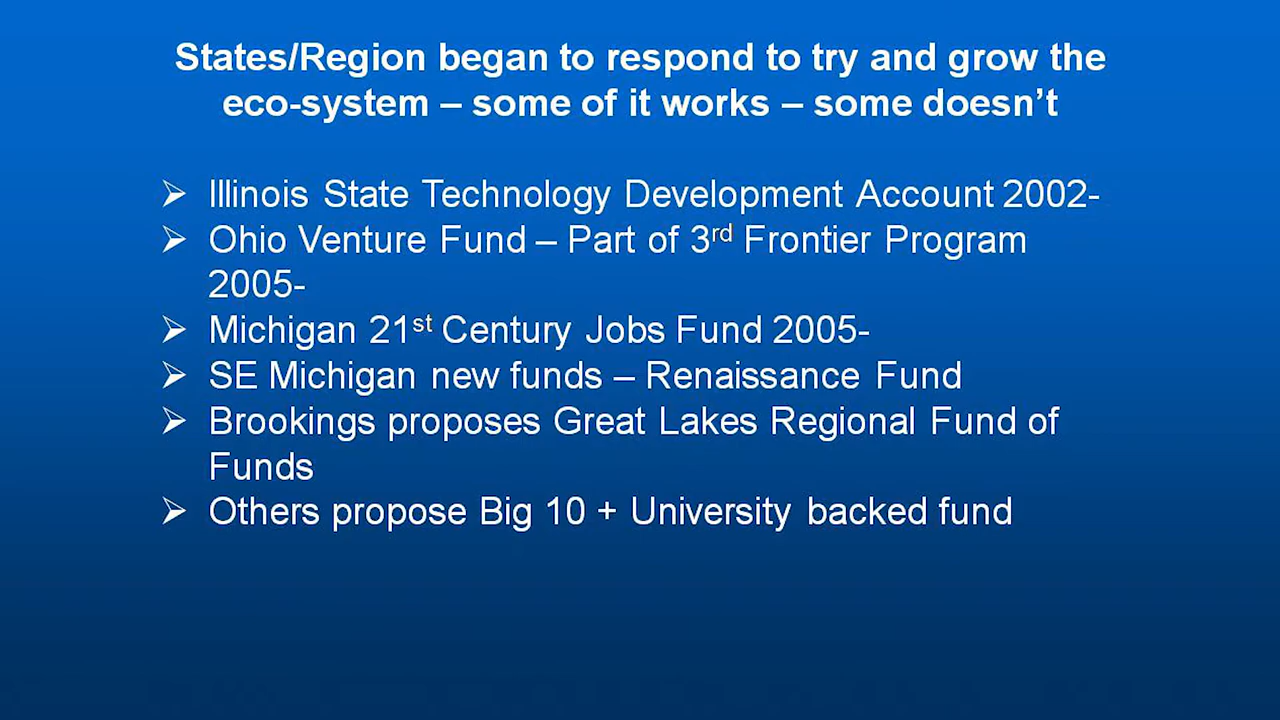 States/Region began to respond to try and grow the
eco-system – some of it works – some doesn't
➢ Illinois State Technology Development Account 2002-
➢ Ohio Venture Fund – Part of 3rd Frontier Program
2005-
➢ Michigan 21st Century Jobs Fund 2005-
➢ SE Michigan new funds – Renaissance Fund
➢ Brookings proposes Great Lakes Regional Fund of
Funds
➢ Others propose Big 10 + University backed fund